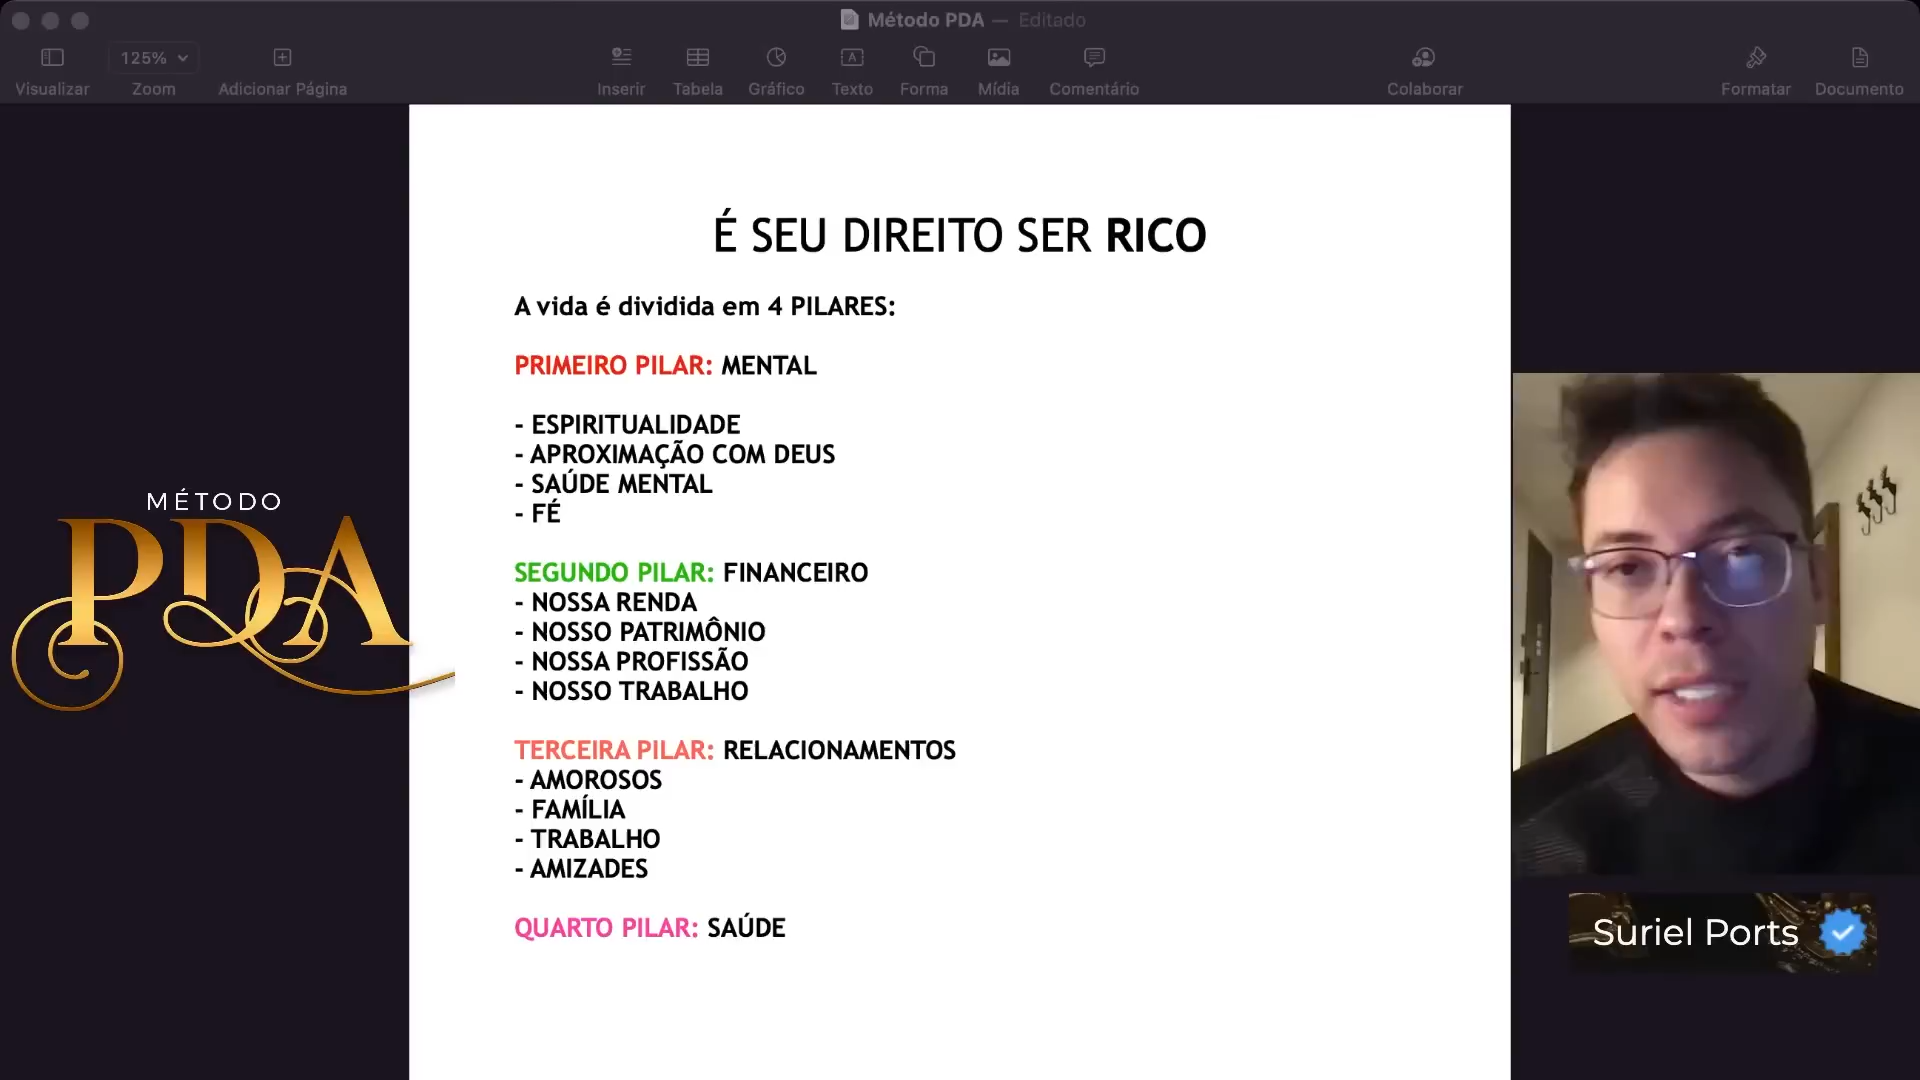 Método PDA — Editado
125%
Visualizar Zoom Adicionar Página Inserir Tabela Gráfico Texto Forma Mídia Comentário Colaborar Formatar Documento
É SEU DIREITO SER RICO
A vida é dividida em 4 PILARES:
PRIMEIRO PILAR: MENTAL
- ESPIRITUALIDADE
- APROXIMAÇÃO COM DEUS
- SAÚDE MENTAL
- FÉ
SEGUNDO PILAR: FINANCEIRO
- NOSSA RENDA
- NOSSO PATRIMÔNIO
- NOSSA PROFISSÃO
- NOSSO TRABALHO
TERCEIRA PILAR: RELACIONAMENTOS
- AMOROSOS
- FAMÍLIA
- TRABALHO
- AMIZADES
QUARTO PILAR: SAÚDE
MÉTODO
PDA
Suriel Ports